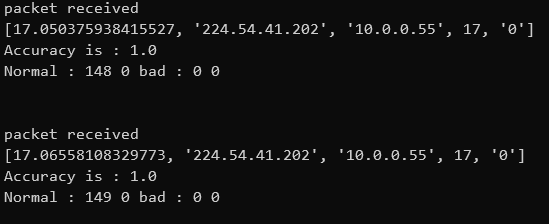 packet received
[17.050375938415527, '224.54.41.202', '10.0.0.55', 17, '0']
Accuracy is : 1.0
Normal : 148 0 bad : 0 0
packet received
[17.06558108329773, '224.54.41.202', '10.0.0.55', 17, '0']
Accuracy is : 1.0
Normal : 149 0 bad : 0 0